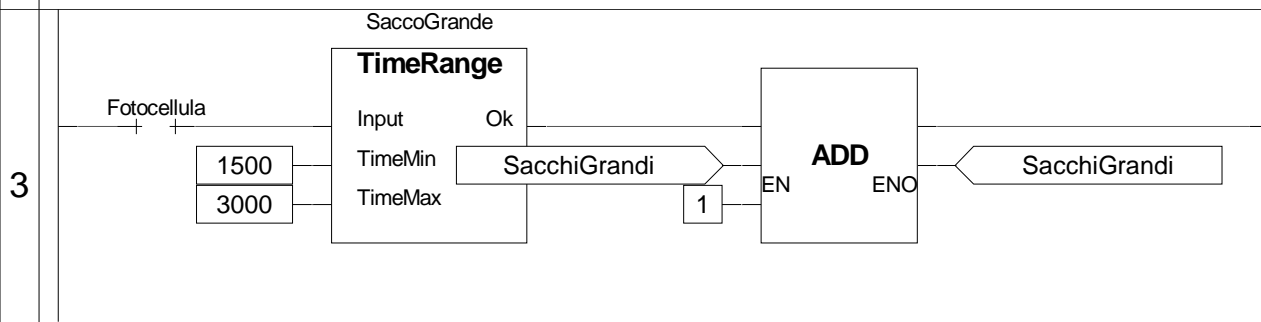 SaccoGrande
TimeRange
Fotocellula
Input Ok
1500 TimeMin SacchiGrandi ADD SacchiGrandi
3 EN ENO
3000 TimeMax 1